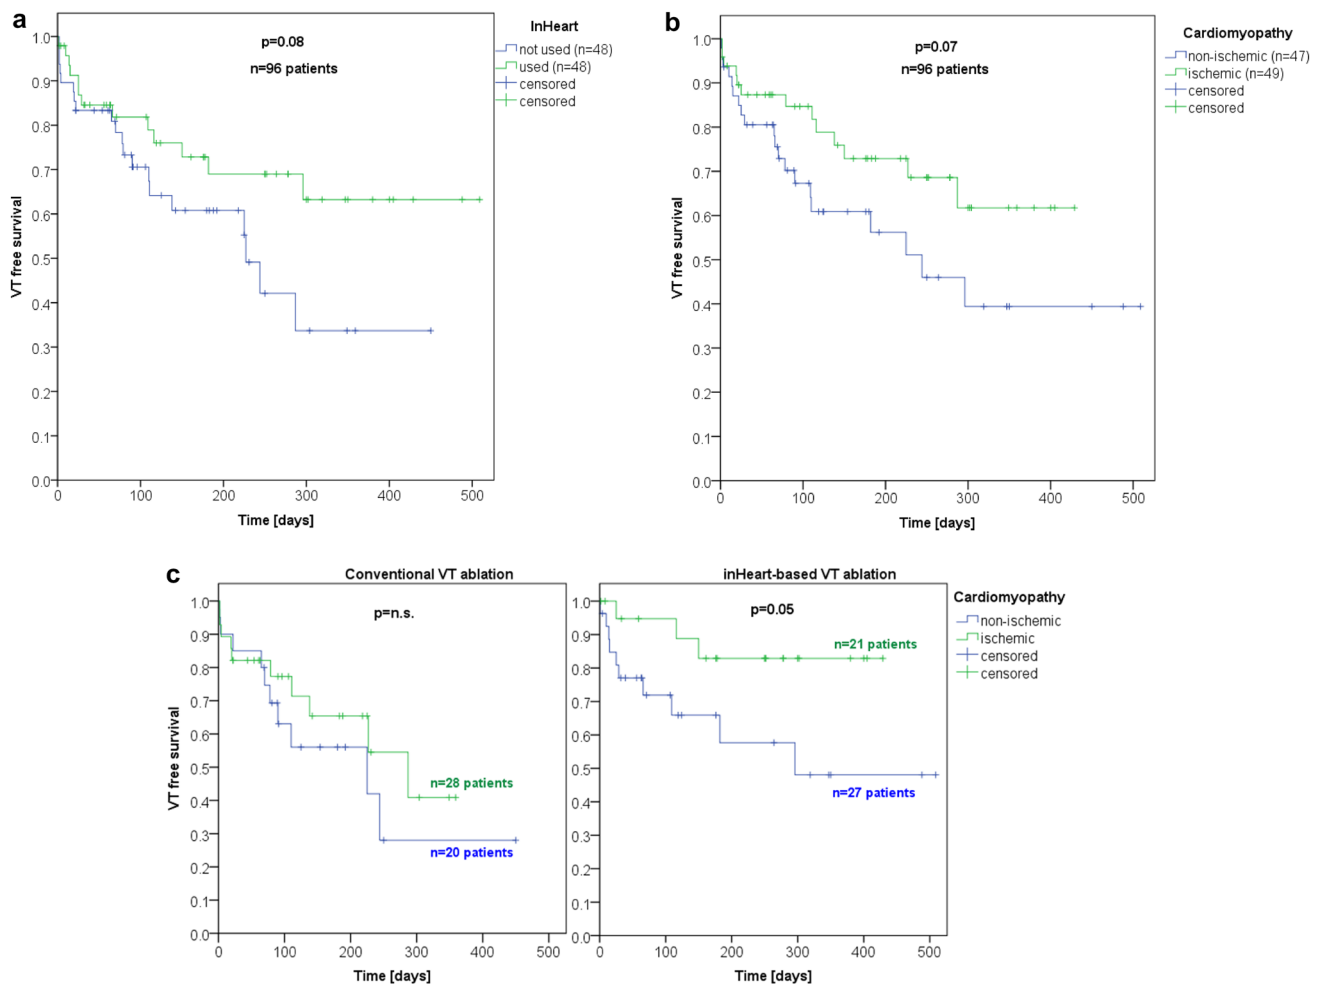 a
p=0.08
n=96 patients
InHeart
not used (n=48)
used (n=48)
censored
censored
VT free survival
1.0
0.9
0.8
0.7
0.6
0.5
0.4
0.3
0.2
0.1
0.0
0 100 200 300 400 500
Time [days]
b
p=0.07
n=96 patients
Cardiomyopathy
non-ischemic (n=47)
ischemic (n=49)
censored
censored
VT free survival
1.0
0.9
0.8
0.7
0.6
0.5
0.4
0.3
0.2
0.1
0.0
0 100 200 300 400 500
Time [days]
c
Conventional VT ablation
p=n.s.
n=28 patients
n=20 patients
VT free survival
1.0
0.9
0.8
0.7
0.6
0.5
0.4
0.3
0.2
0.1
0.0
0 100 200 300 400 500
Time [days]
inHeart-based VT ablation
p=0.05
n=21 patients
n=27 patients
1.0
0.9
0.8
0.7
0.6
0.5
0.4
0.3
0.2
0.1
0.0
0 100 200 300 400 500
Time [days]
Cardiomyopathy
non-ischemic
ischemic
censored
censored